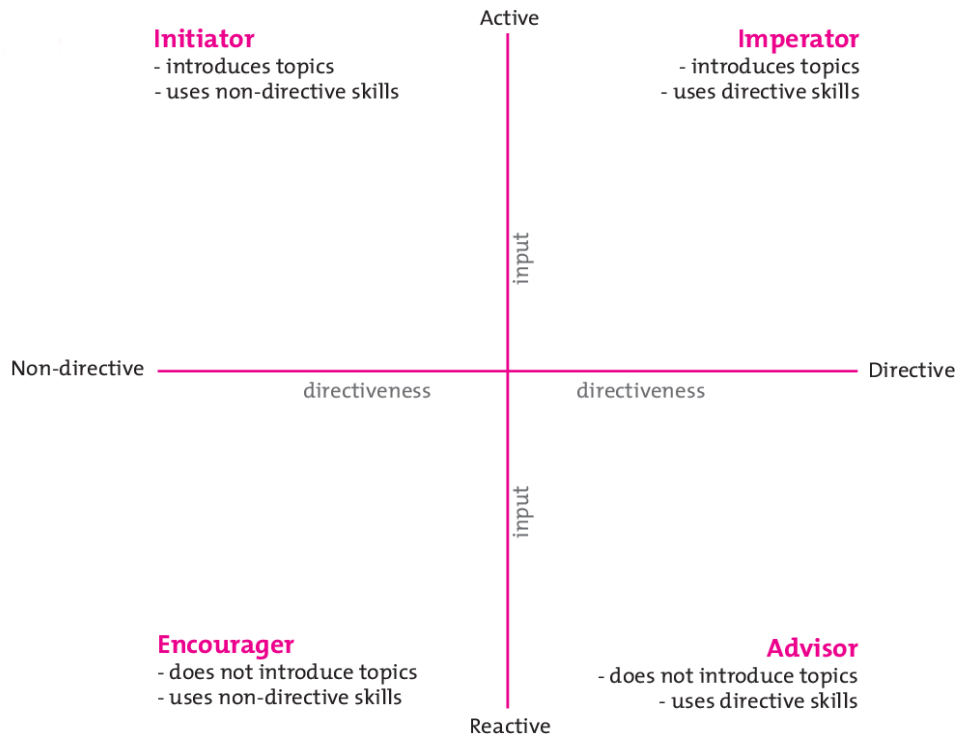 Active
Initiator
- introduces topics
- uses non-directive skills
Imperator
- introduces topics
- uses directive skills
input
Non-directive
Directive
directiveness
directiveness
input
Encourager
- does not introduce topics
- uses non-directive skills
Advisor
- does not introduce topics
- uses directive skills
Reactive